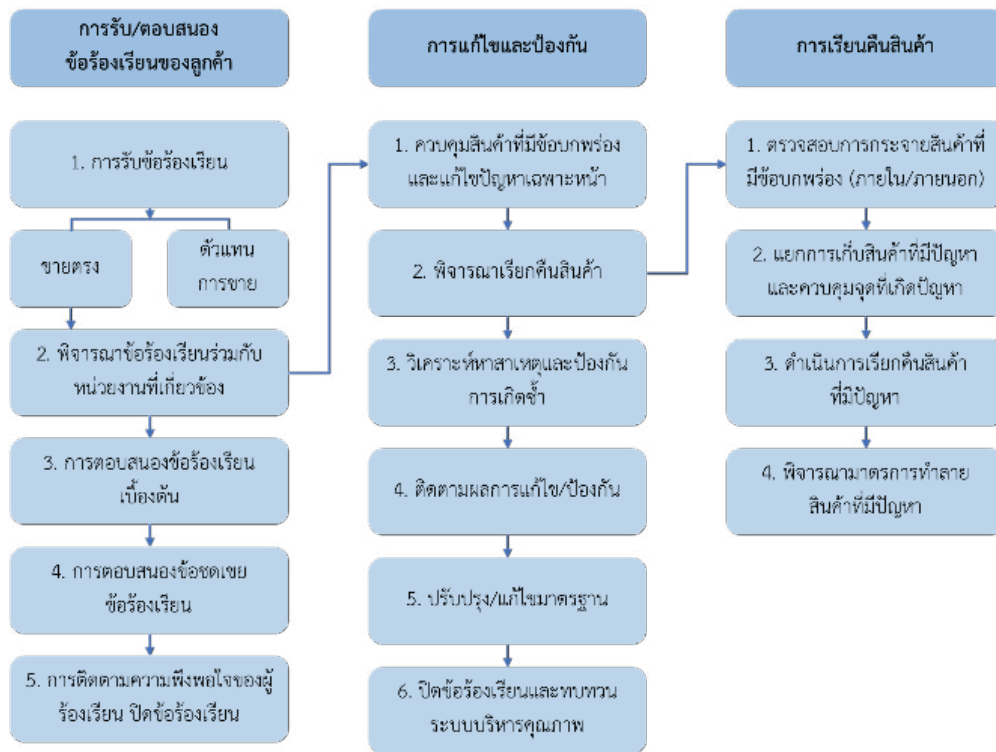 การรับ/ตอบสนอง
ข้อร้องเรียนของลูกค้า
1. การรับข้อร้องเรียน
ขายตรง
ตัวแทน
การขาย
2. พิจารณาข้อร้องเรียนร่วมกับ
หน่วยงานที่เกี่ยวข้อง
3. การตอบสนองข้อร้องเรียน
เบื้องต้น
4. การตอบสนองข้อชดเชย
ข้อร้องเรียน
5. การติดตามความพึงพอใจของผู้
ร้องเรียน ปิดข้อร้องเรียน
การแก้ไขและป้องกัน
1. ควบคุมสินค้าที่มีข้อบกพร่อง
และแก้ไขปัญหาเฉพาะหน้า
2. พิจารณาเรียกคืนสินค้า
3. วิเคราะห์หาสาเหตุและป้องกัน
การเกิดซ้ำ
4. ติดตามผลการแก้ไข/ป้องกัน
5. ปรับปรุง/แก้ไขมาตรฐาน
6. ปิดข้อร้องเรียนและทบทวน
ระบบบริหารคุณภาพ
การเรียนคืนสินค้า
1. ตรวจสอบการกระจายสินค้าที่
มีข้อบกพร่อง (ภายใน/ภายนอก)
2. แยกการเก็บสินค้าที่มีปัญหา
และควบคุมจุดที่เกิดปัญหา
3. ดำเนินการเรียกคืนสินค้า
ที่มีปัญหา
4. พิจารณามาตรการทำลาย
สินค้าที่มีปัญหา